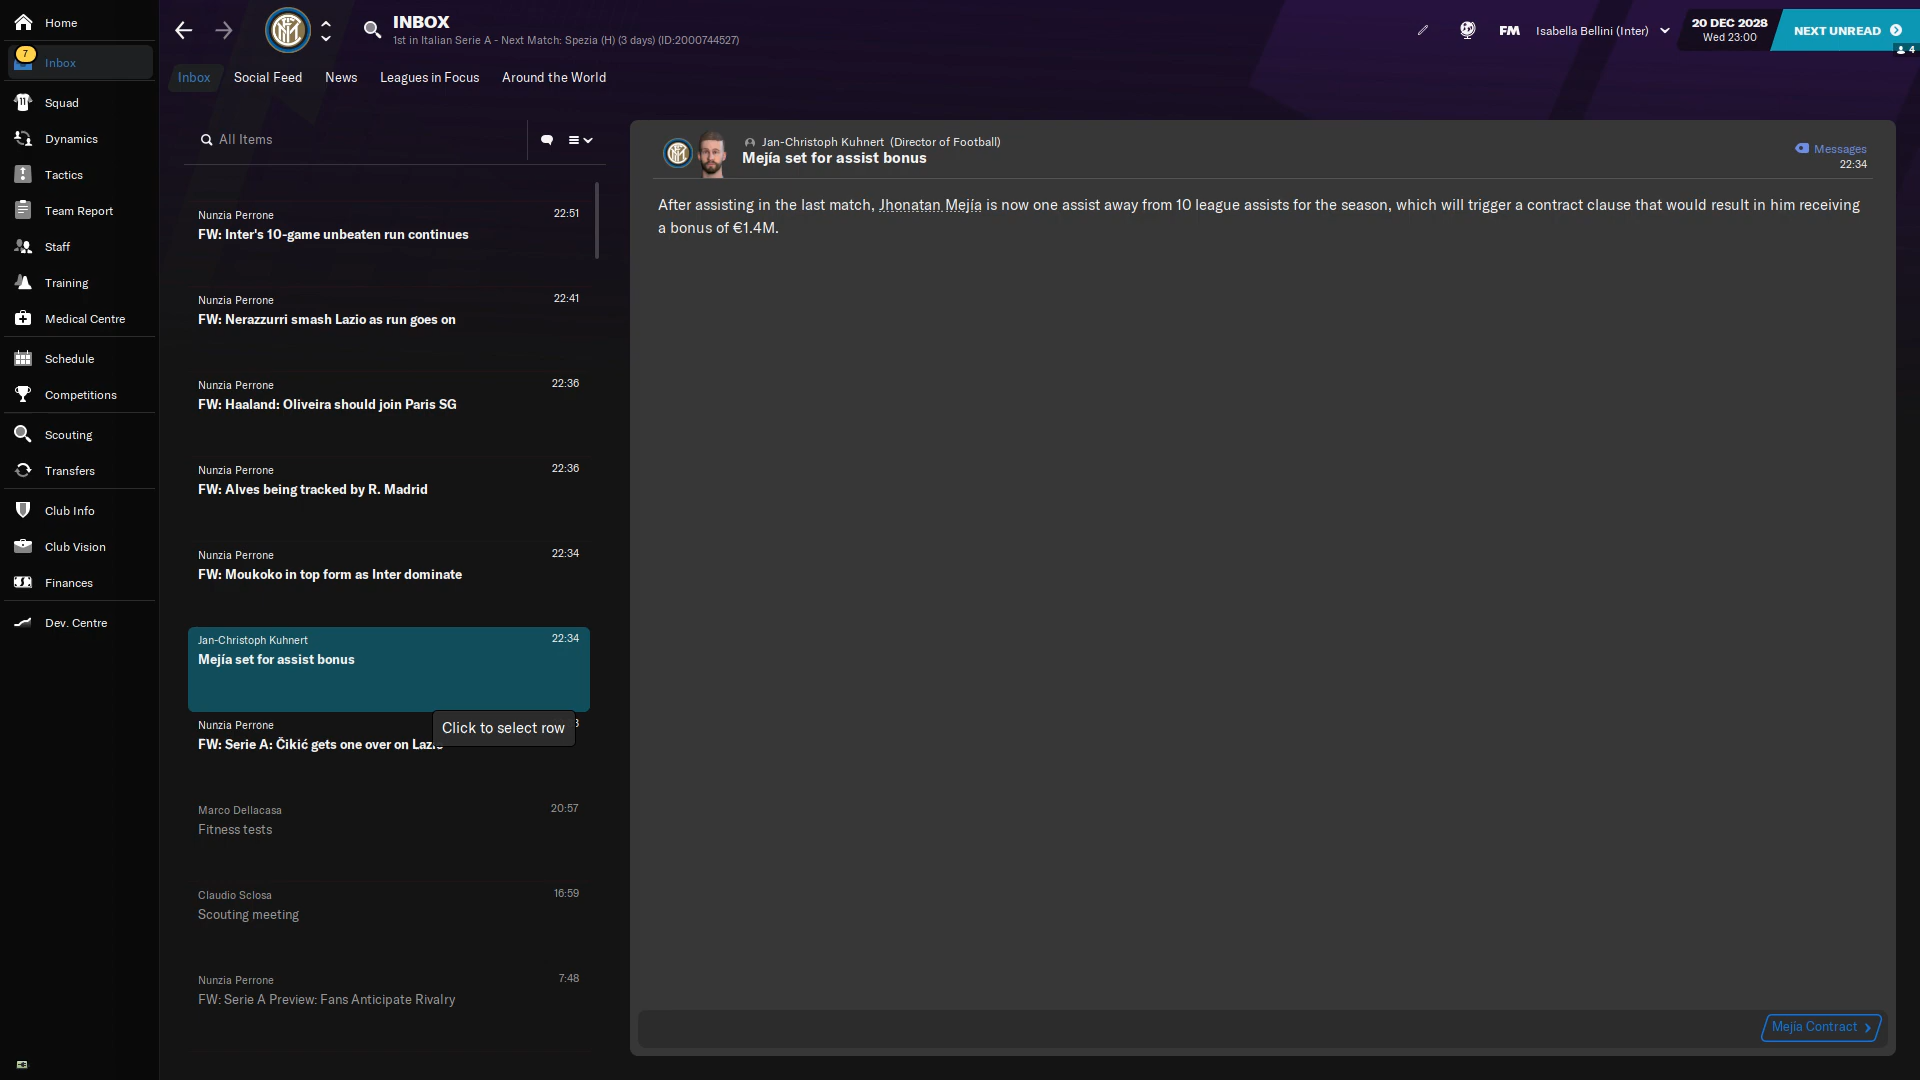 Home
7
Inbox
Squad
Dynamics
Tactics
Team Report
Staff
Training
Medical Centre
Schedule
Competitions
Scouting
Transfers
Club Info
Club Vision
Finances
Dev. Centre
INBOX
1st in Italian Serie A - Next Match: Spezia (H) (3 days) (ID:2000744527)
FM
Isabella Bellini (Inter)
20 DEC 2028
Wed 23:00
NEXT UNREAD
4
Inbox
Social Feed
News
Leagues in Focus
Around the World
All Items
Nunzia Perrone
22:51
FW: Inter's 10-game unbeaten run continues
Nunzia Perrone
22:41
FW: Nerazzurri smash Lazio as run goes on
Nunzia Perrone
22:36
FW: Haaland: Oliveira should join Paris SG
Nunzia Perrone
22:36
FW: Alves being tracked by R. Madrid
Nunzia Perrone
22:34
FW: Moukoko in top form as Inter dominate
Jan-Christoph Kuhnert
22:34
Mejía set for assist bonus
Nunzia Perrone
3
Click to select row
FW: Serie A: Čikić gets one over on
Marco Dellacasa
20:57
Fitness tests
Claudio Sclosa
16:59
Scouting meeting
Nunzia Perrone
7:48
FW: Serie A Preview: Fans Anticipate Rivalry
Jan-Christoph Kuhnert (Director of Football)
Mejía set for assist bonus
Messages
22:34
After assisting in the last match, Jhonatan Mejía is now one assist away from 10 league assists for the season, which will trigger a contract clause that would result in him receiving
a bonus of €1.4M.
Mejía Contract